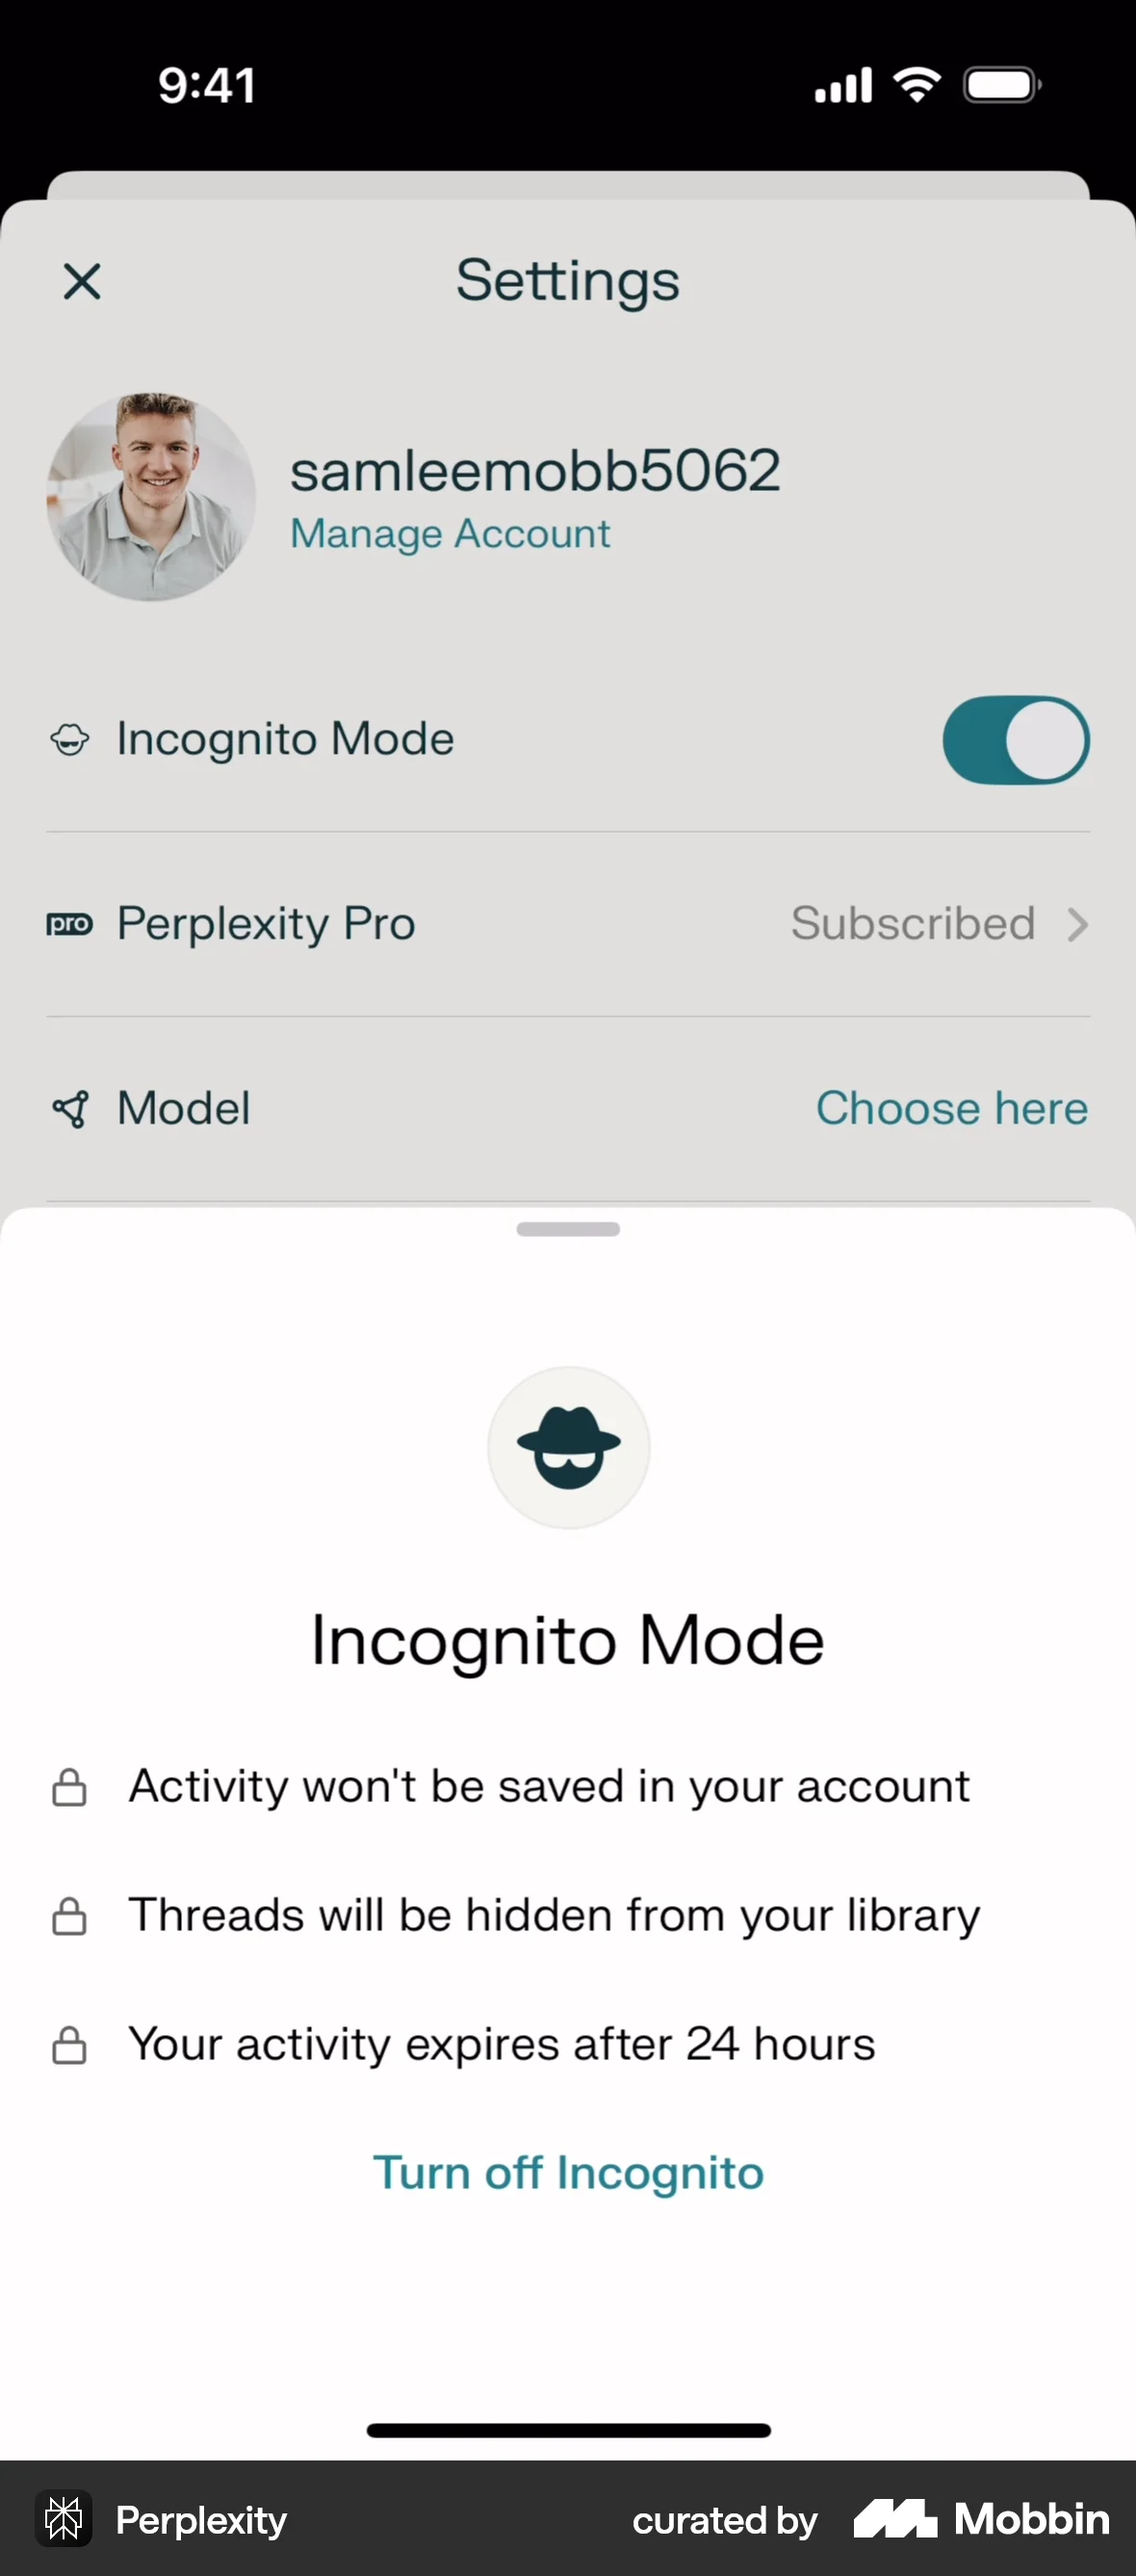 9:41
Settings
samleemobb5062
Manage Account
Incognito Mode
pro Perplexity Pro Subscribed
Model Choose here
Incognito Mode
Activity won't be saved in your account
Threads will be hidden from your library
Your activity expires after 24 hours
Turn off Incognito
Perplexity curated by Mobbin